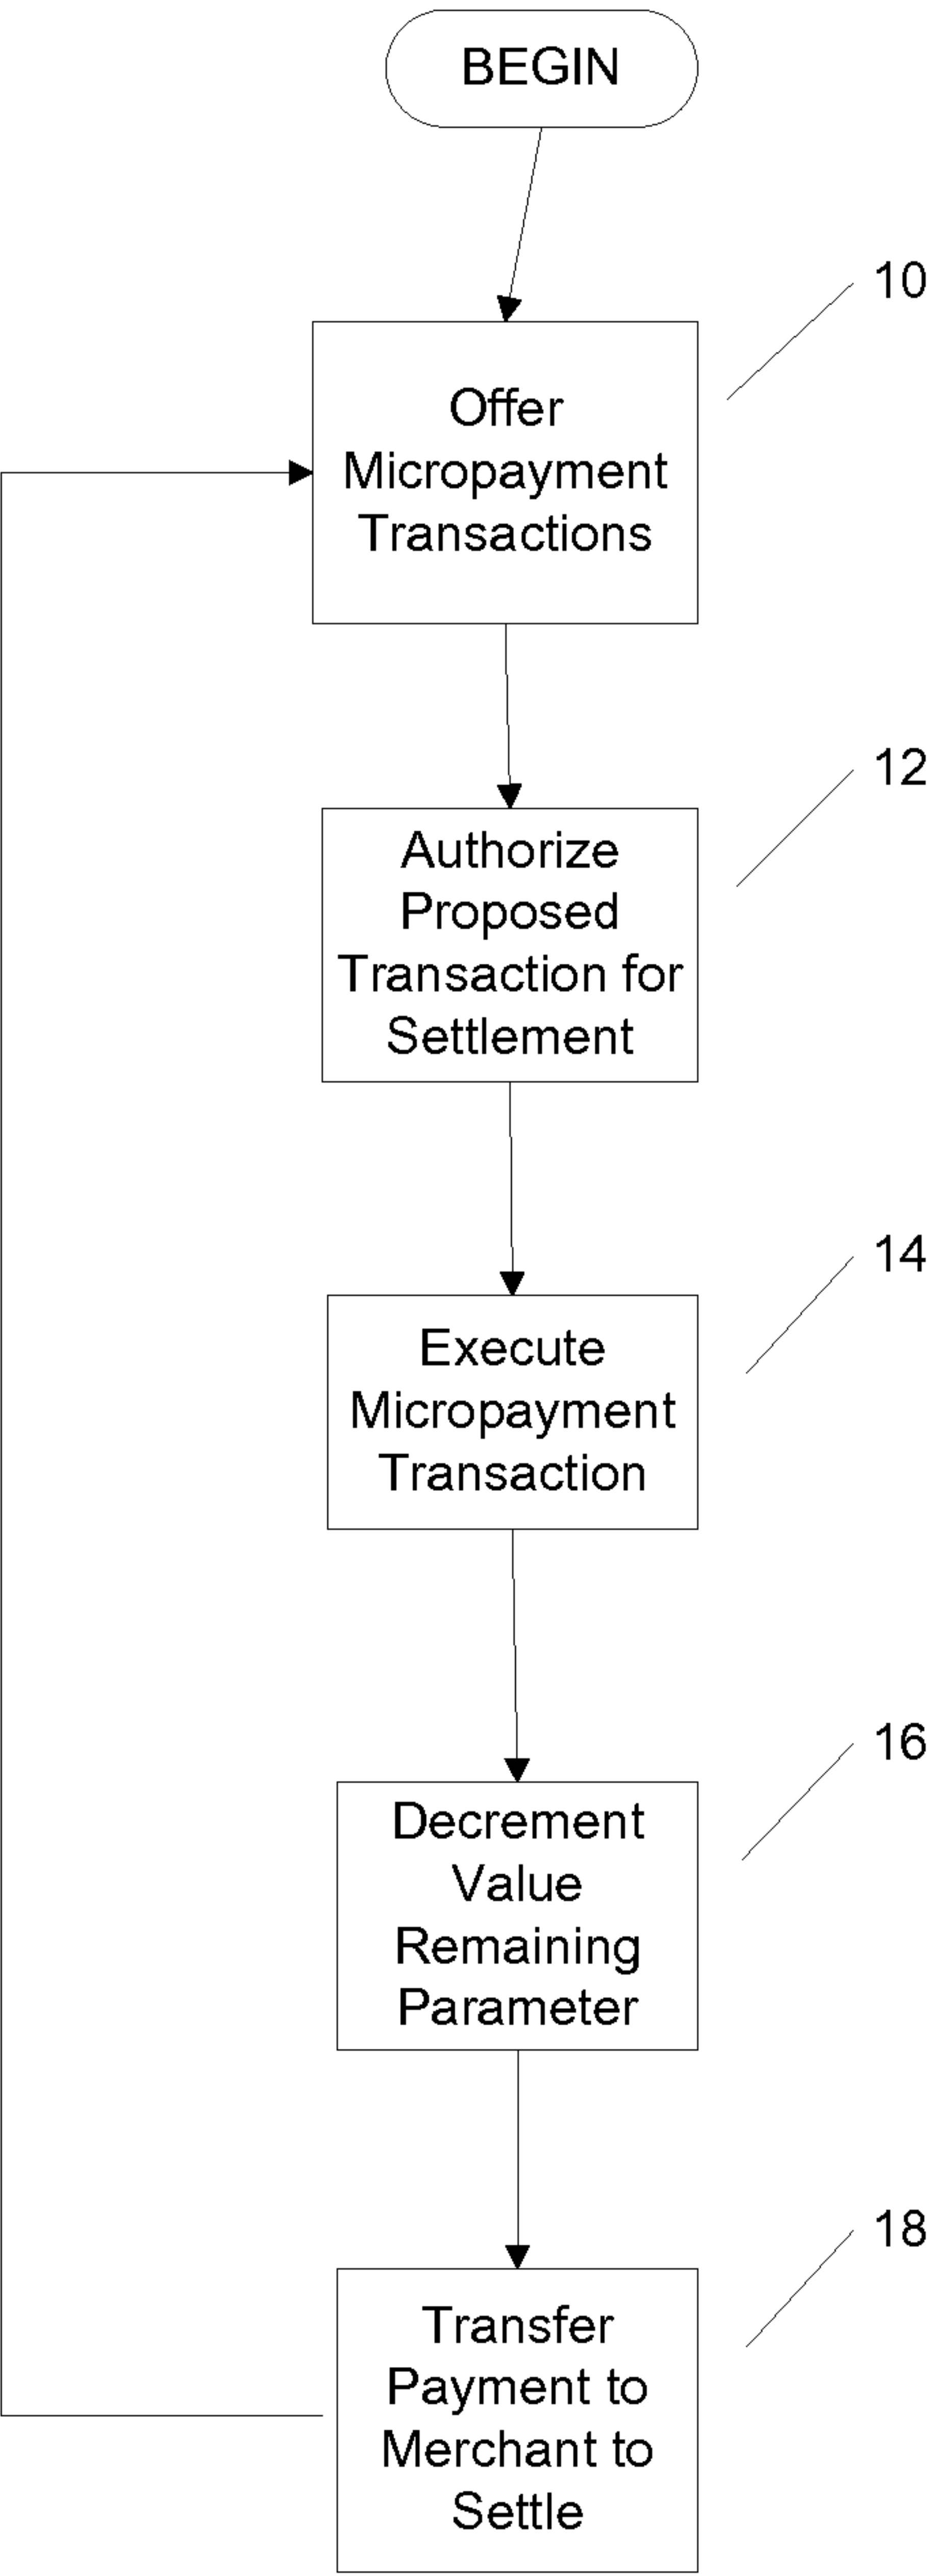 BEGIN
10
Offer
Micropayment
Transactions
12
Authorize
Proposed
Transaction for
Settlement
14
Execute
Micropayment
Transaction
16
Decrement
Value
Remaining
Parameter
18
Transfer
Payment to
Merchant to
Settle